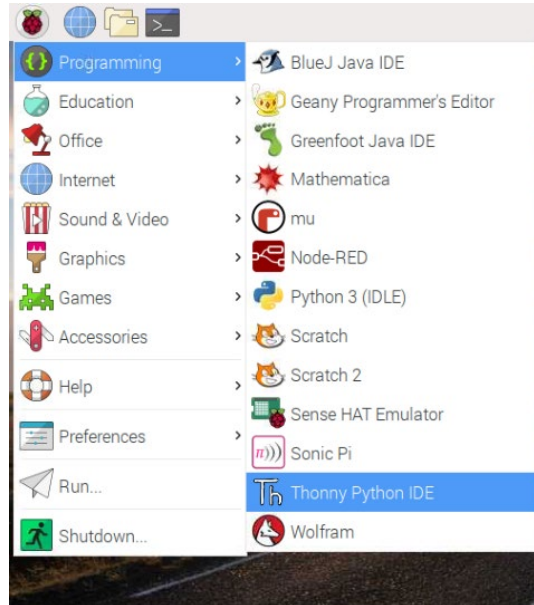 Programming
Education
Office
Internet
Sound & Video
Graphics
Games
Accessories
Help
Preferences
Run...
Shutdown...
BlueJ Java IDE
Geany Programmer's Editor
Greenfoot Java IDE
Mathematica
mu
Node-RED
Python 3 (IDLE)
Scratch
Scratch 2
Sense HAT Emulator
n)))
Sonic Pi
Th
Thonny Python IDE
Wolfram